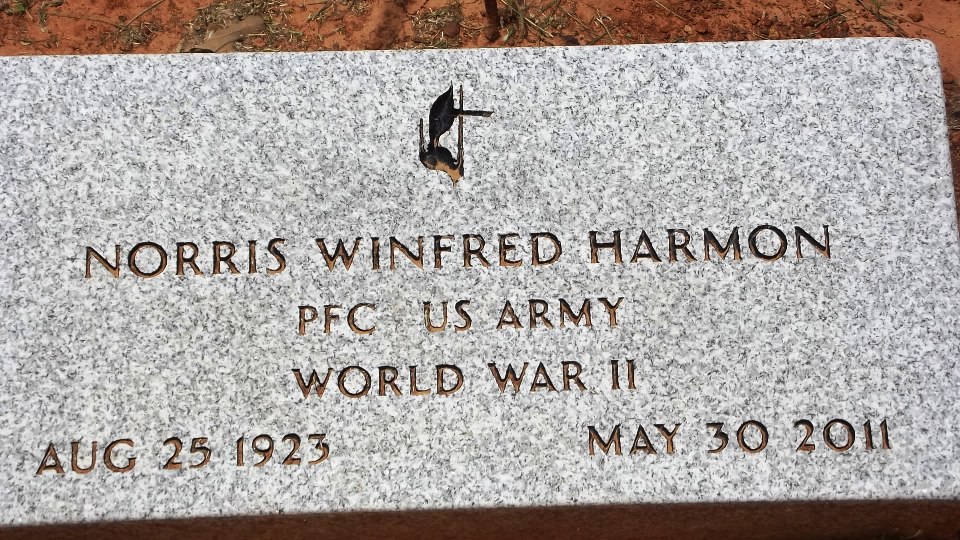 NORRIS WINFRED HARMON
PFC US ARMY
WORLD WAR II
AUG 25 1923 MAY 30 2011